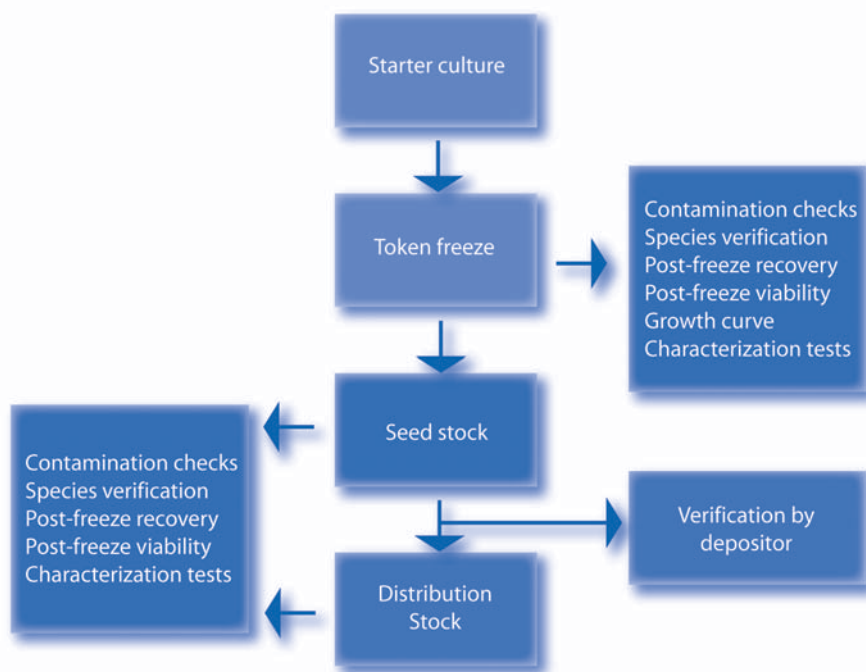 Starter culture
Token freeze
Contamination checks
Species verification
Post-freeze recovery
Post-freeze viability
Growth curve
Characterization tests
Seed stock
Contamination checks
Species verification
Post-freeze recovery
Post-freeze viability
Characterization tests
Verification by
depositor
Distribution
Stock